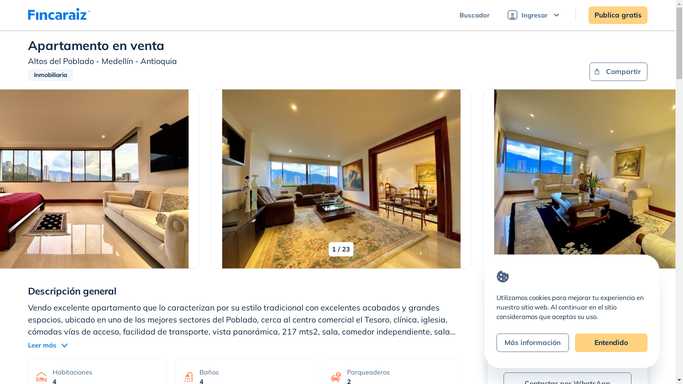 Fincaraiz
Buscador
Ingresar
Publica gratis
Apartamento en venta
Altos del Poblado - Medellín - Antioquia
Inmobiliaria
Compartir
1 / 23
Descripción general
Vendo excelente apartamento que lo caracterizan por su estilo tradicional con excelentes acabados y grandes
espacios, ubicado en uno de los mejores sectores del Poblado, cerca al centro comercial el Tesoro, clínica, iglesia,
cómodas vías de acceso, facilidad de transporte, vista panorámica, 217 mts2, sala, comedor independiente, sala...
Leer más
Habitaciones
4
Baños
4
Parqueaderos
2
Utilizamos cookies para mejorar tu experiencia en
nuestro sitio web. Al continuar en el sitio
consideramos que aceptas su uso.
Más información
Entendido
Contactar por WhatsApp